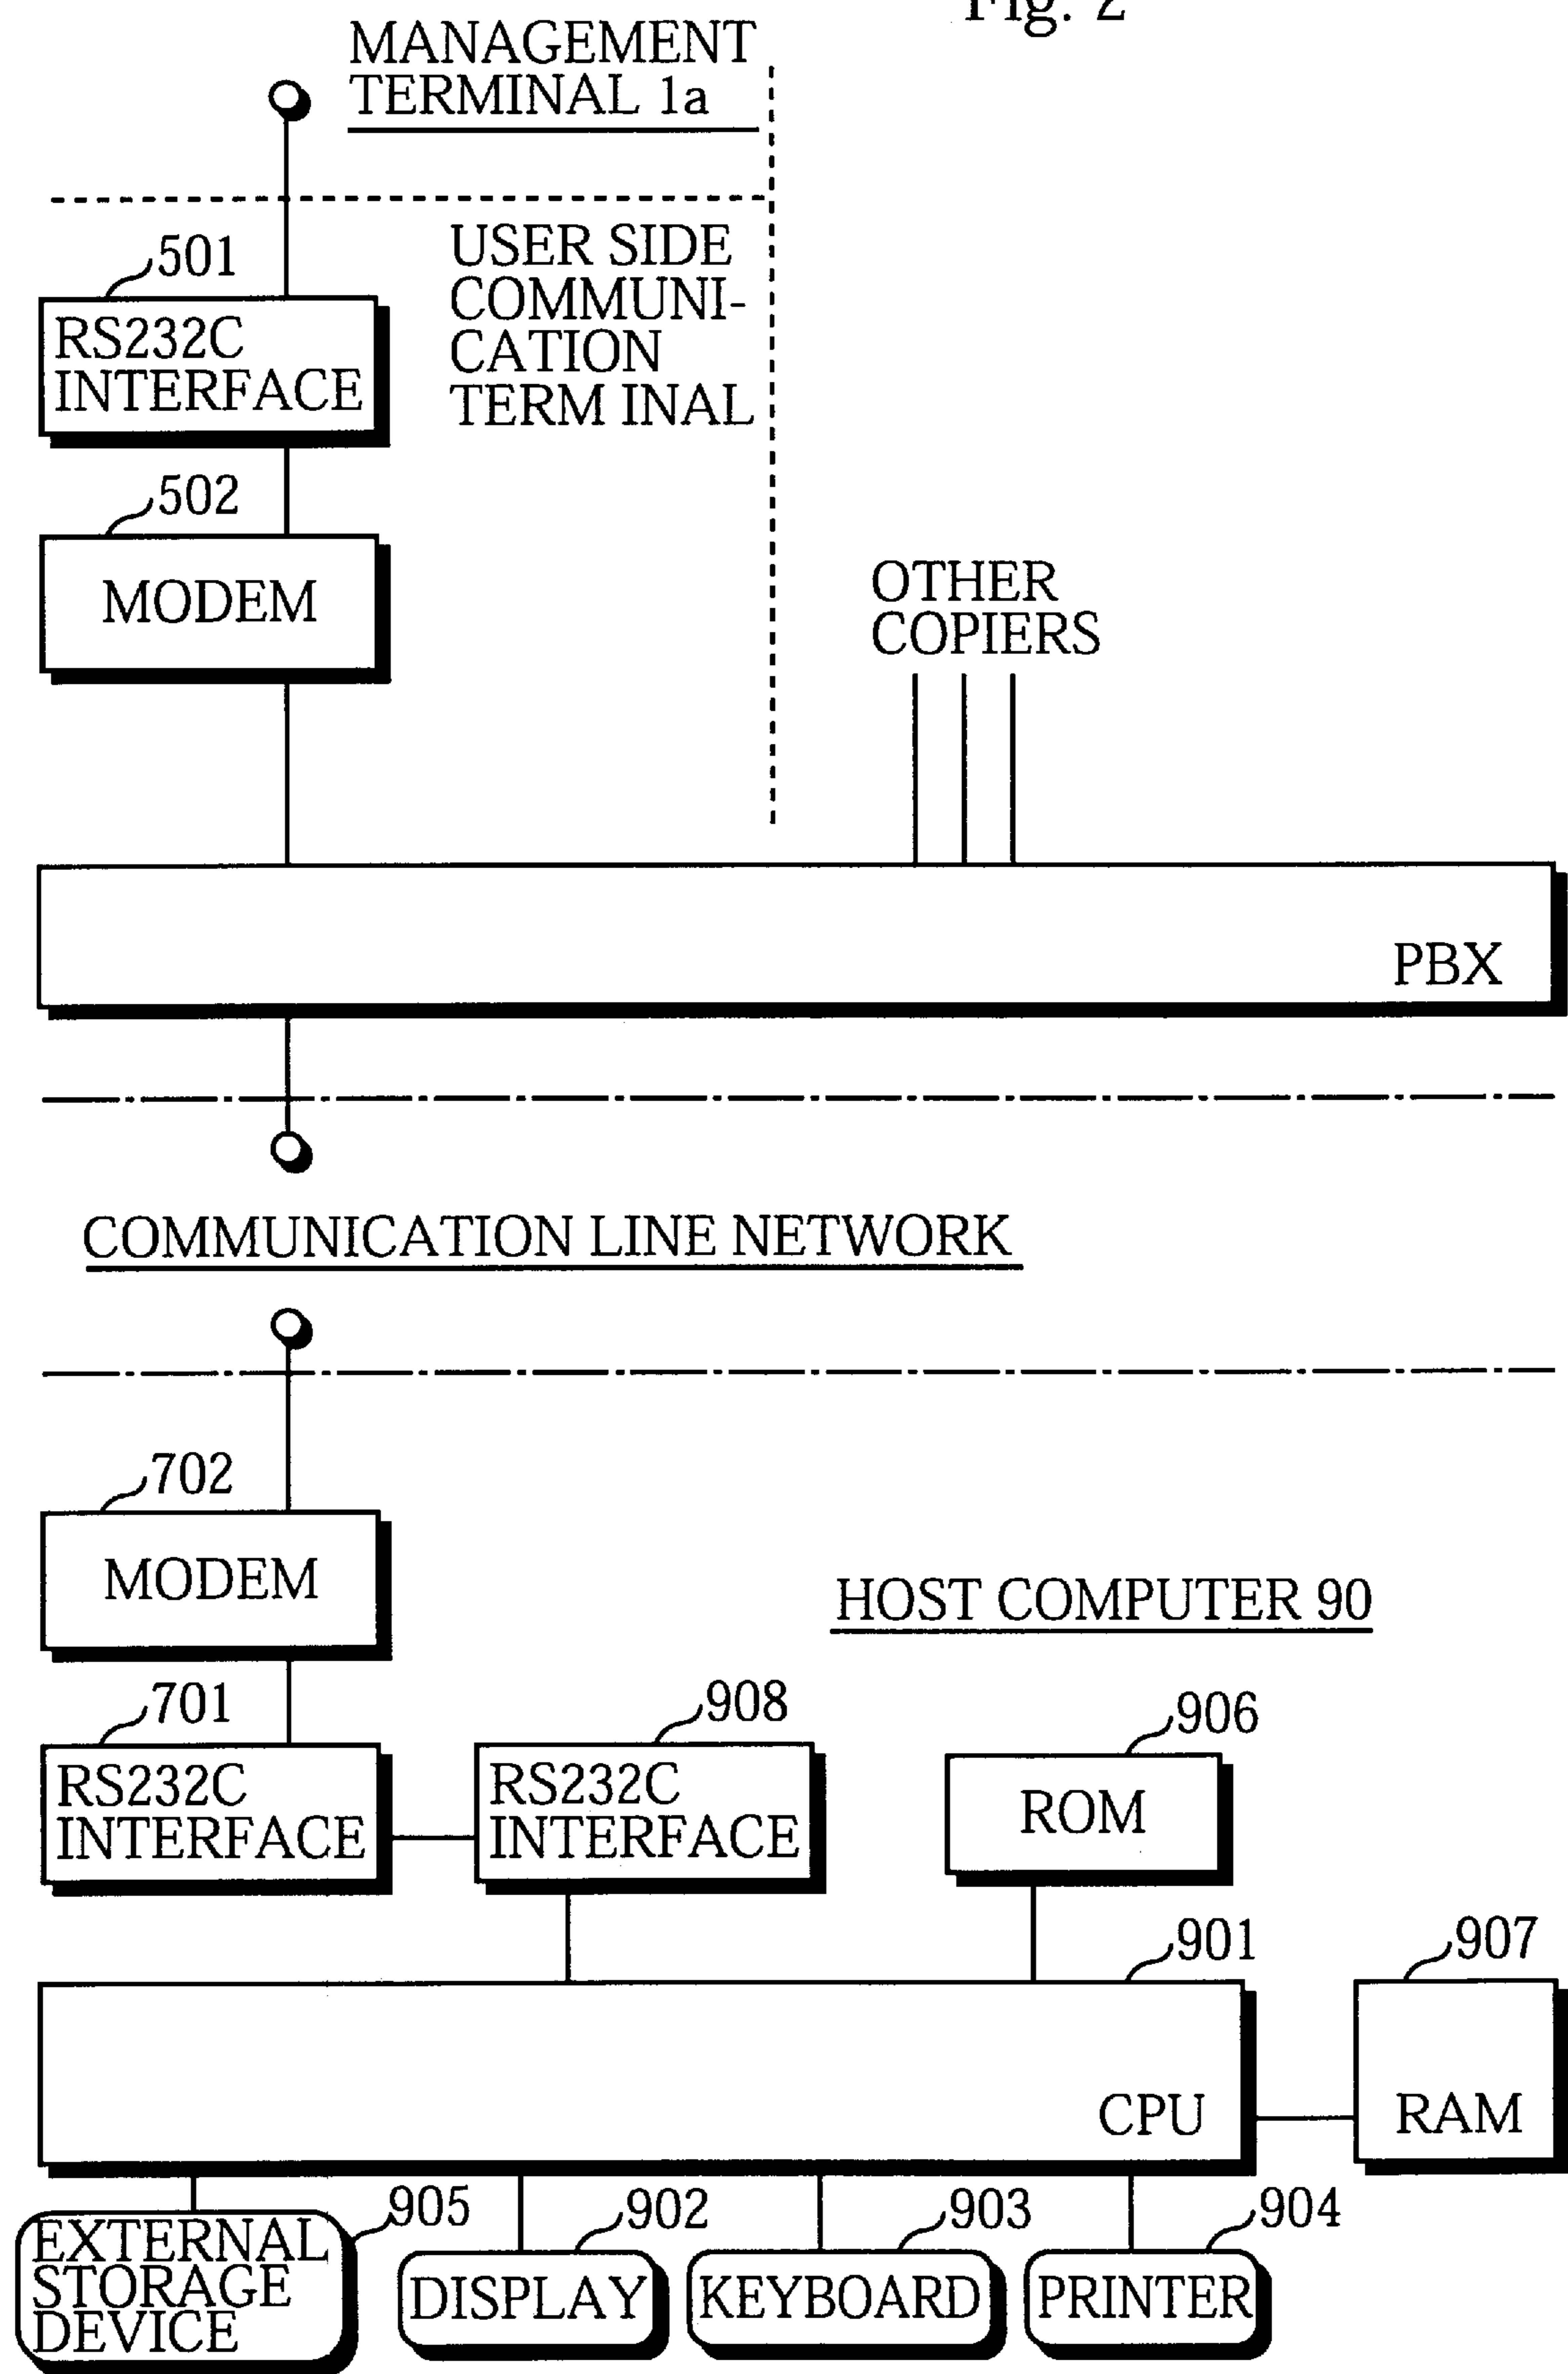 Fig. 2
MANAGEMENT
TERMINAL 1a
501
RS232C
INTERFACE
USER SIDE
COMMUNI-
CATION
TERM INAL
502
MODEM
OTHER
COPIERS
PBX
COMMUNICATION LINE NETWORK
702
MODEM
HOST COMPUTER 90
701
RS232C
INTERFACE
908
RS232C
INTERFACE
906
ROM
901
CPU
907
RAM
905
EXTERNAL
STORAGE
DEVICE
902
DISPLAY
903
KEYBOARD
904
PRINTER